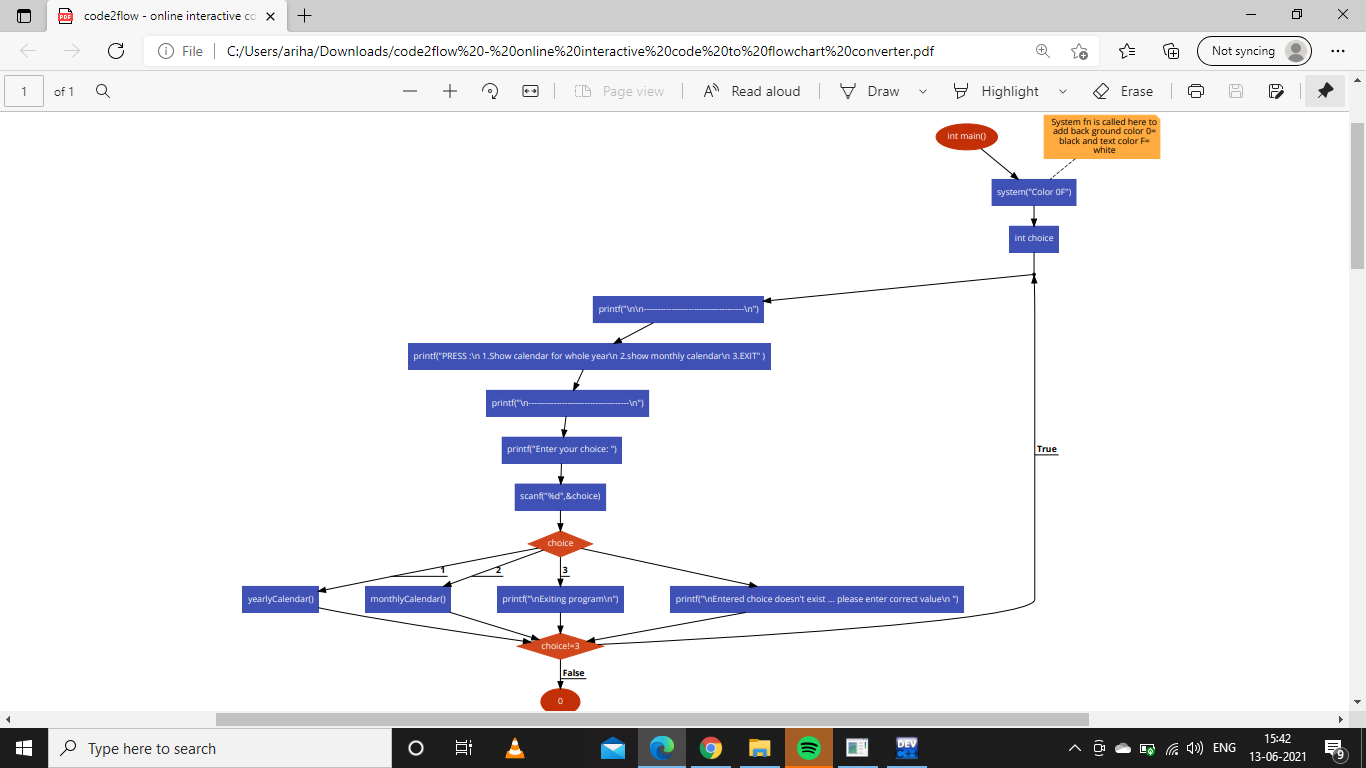 code2flow - online interactive co
File
C:/Users/ariha/Downloads/code2flow%20-%20online%20interactive%20code%20to%20flowchart%20converter.pdf
Not syncing
1
of 1
Page view
Read aloud
Draw
Highlight
Erase
int main()
System fn is called here to
add back ground color 0=
black and text color F=
white
system("Color 0F")
int choice
printf("\n\n------------------------------------\n")
printf("PRESS :\n 1.Show calendar for whole year\n 2.show monthly calendar\n 3.EXIT" )
printf("\n------------------------------------\n")
printf("Enter your choice: ")
True
scanf("%d",&choice)
choice
1
2
3
yearlyCalendar()
monthlyCalendar()
printf("\nExiting program\n")
printf("\nEntered choice doesn't exist ... please enter correct value\n ")
choice!=3
False
0
Type here to search
DEV
ENG
15:42
13-06-2021
9